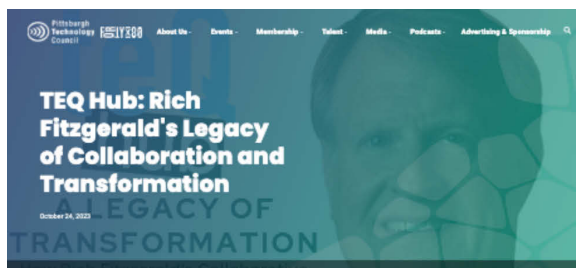 Pittsburgh
Technology
Council
About Us
Events
Membership
Talent
Media
Podcasts
Advertising & Sponsorship
TEQ
TEQ Hub: Rich
Fitzgerald's Legacy
of Collaboration and
Transformation
October 24, 2023
A LEGACY OF
TRANSFORMATION